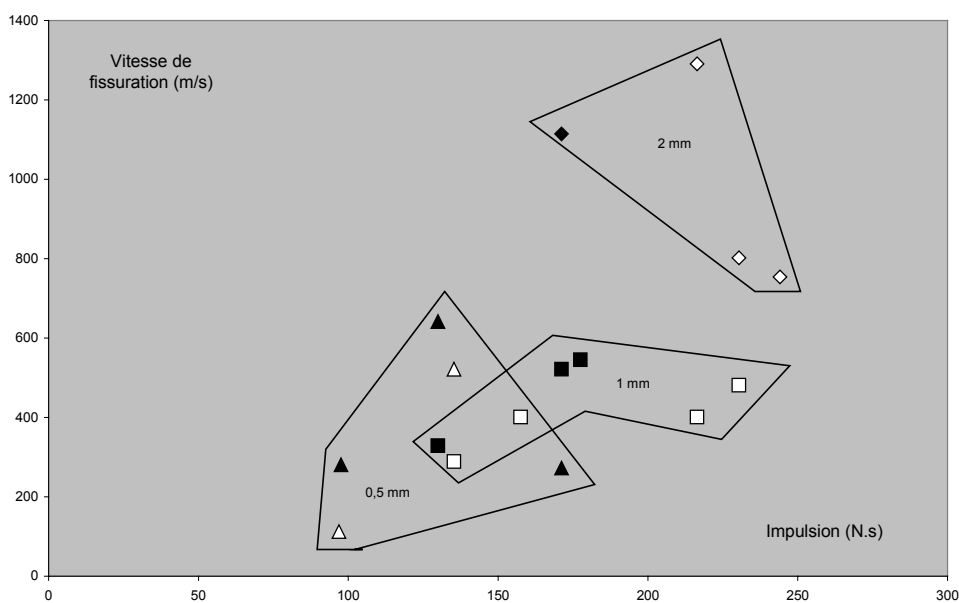 1400
1200
1000
800
600
400
200
0
Vitesse de
fissuration (m/s)
2 mm
1 mm
0,5 mm
Impulsion (N.s)
0 50 100 150 200 250 300